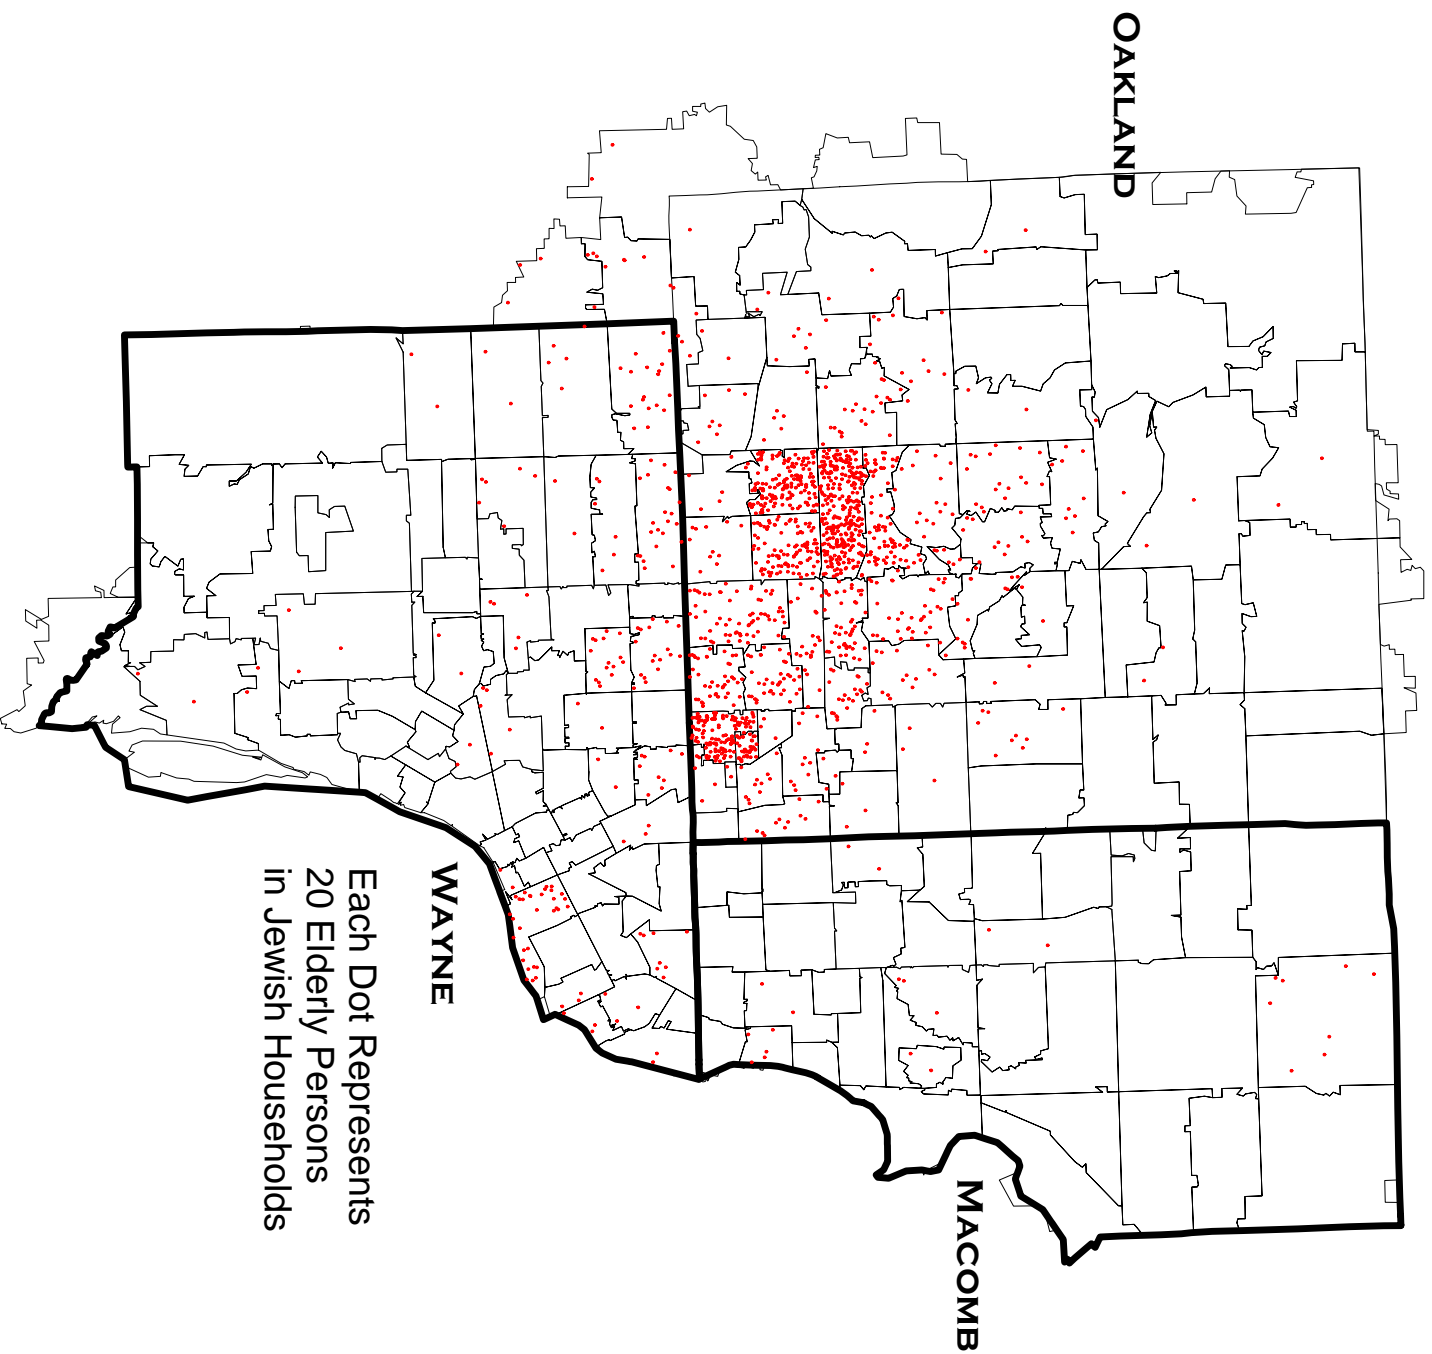 OAKLAND
WAYNE
MACOMB
Each Dot Represents
20 Elderly Persons
in Jewish Households